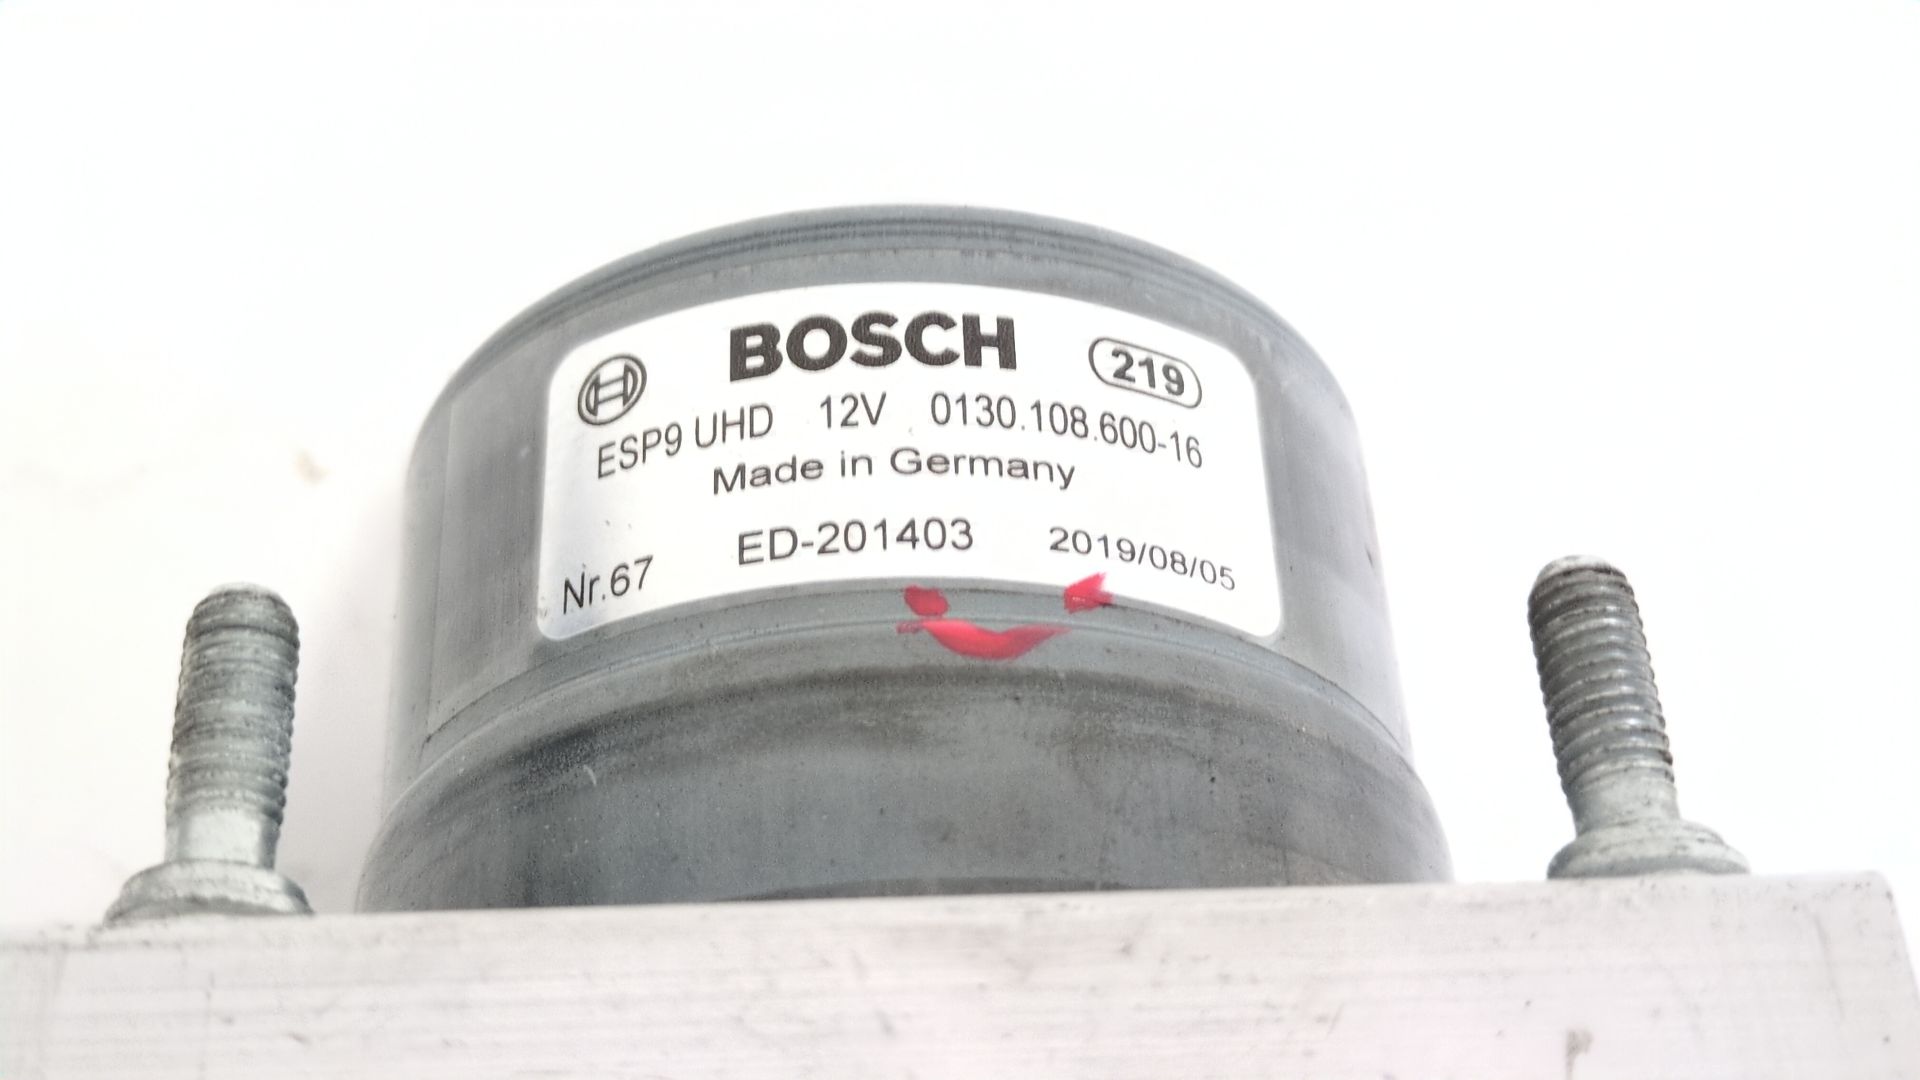 BOSCH 219
ESP9 UHD 12V 0130.108.600-16
Made in Germany
Nr.67 ED-201403 2019/08/05